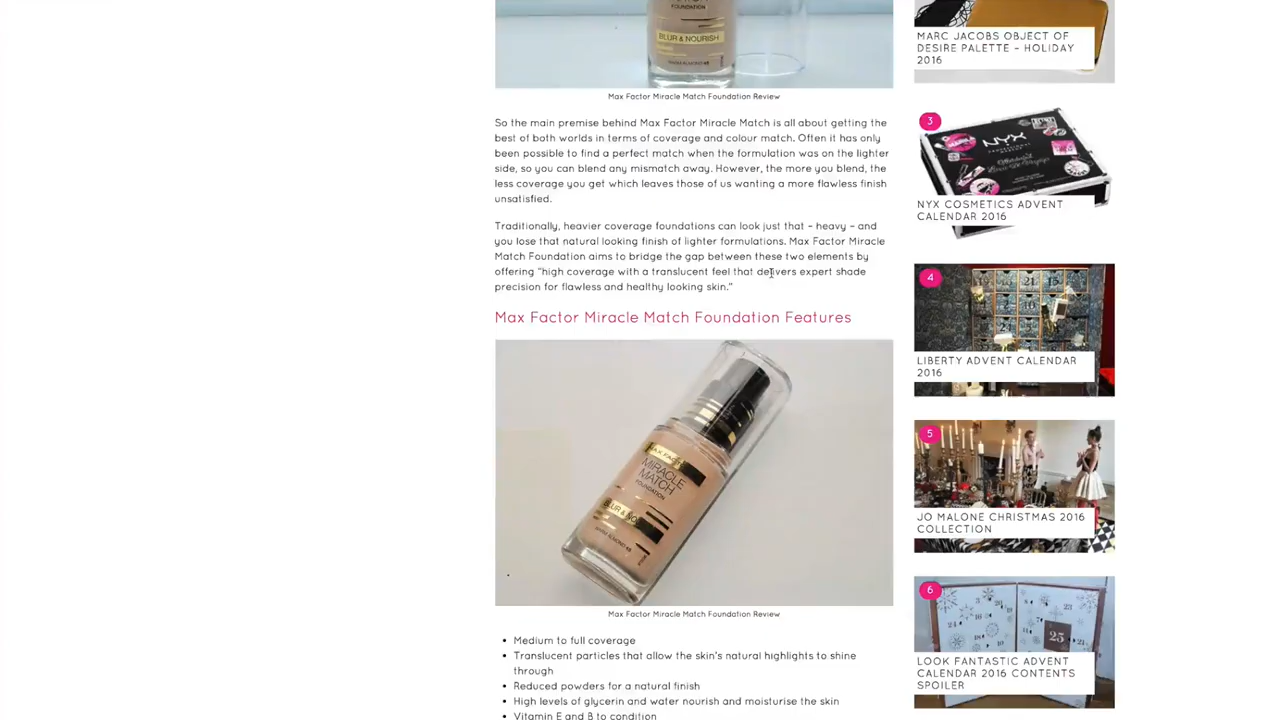 FOUNDATION
BLUR & NOURISH
WARM ALMOND 45
Max Factor Miracle Match Foundation Review
So the main premise behind Max Factor Miracle Match is all about getting the
best of both worlds in terms of coverage and colour match. Often it has only
been possible to find a perfect match when the formulation was on the lighter
side, so you can blend any mismatch away. However, the more you blend, the
less coverage you get which leaves those of us wanting a more flawless finish
unsatisfied.
Traditionally, heavier coverage foundations can look just that – heavy – and
you lose that natural looking finish of lighter formulations. Max Factor Miracle
Match Foundation aims to bridge the gap between these two elements by
offering “high coverage with a translucent feel that delivers expert shade
precision for flawless and healthy looking skin.”
Max Factor Miracle Match Foundation Features
MAX FACTOR
MIRACLE
MATCH
FOUNDATION
BLUR & NO
WARM ALMOND 45
Max Factor Miracle Match Foundation Review
• Medium to full coverage
• Translucent particles that allow the skin’s natural highlights to shine
through
• Reduced powders for a natural finish
• High levels of glycerin and water nourish and moisturise the skin
• Vitamin E and B to condition
MARC JACOBS OBJECT OF
DESIRE PALETTE – HOLIDAY
2016
3
NYX
NYX COSMETICS ADVENT
CALENDAR 2016
4
LIBERTY ADVENT CALENDAR
2016
5
JO MALONE CHRISTMAS 2016
COLLECTION
6
25
LOOK FANTASTIC ADVENT
CALENDAR 2016 CONTENTS
SPOILER